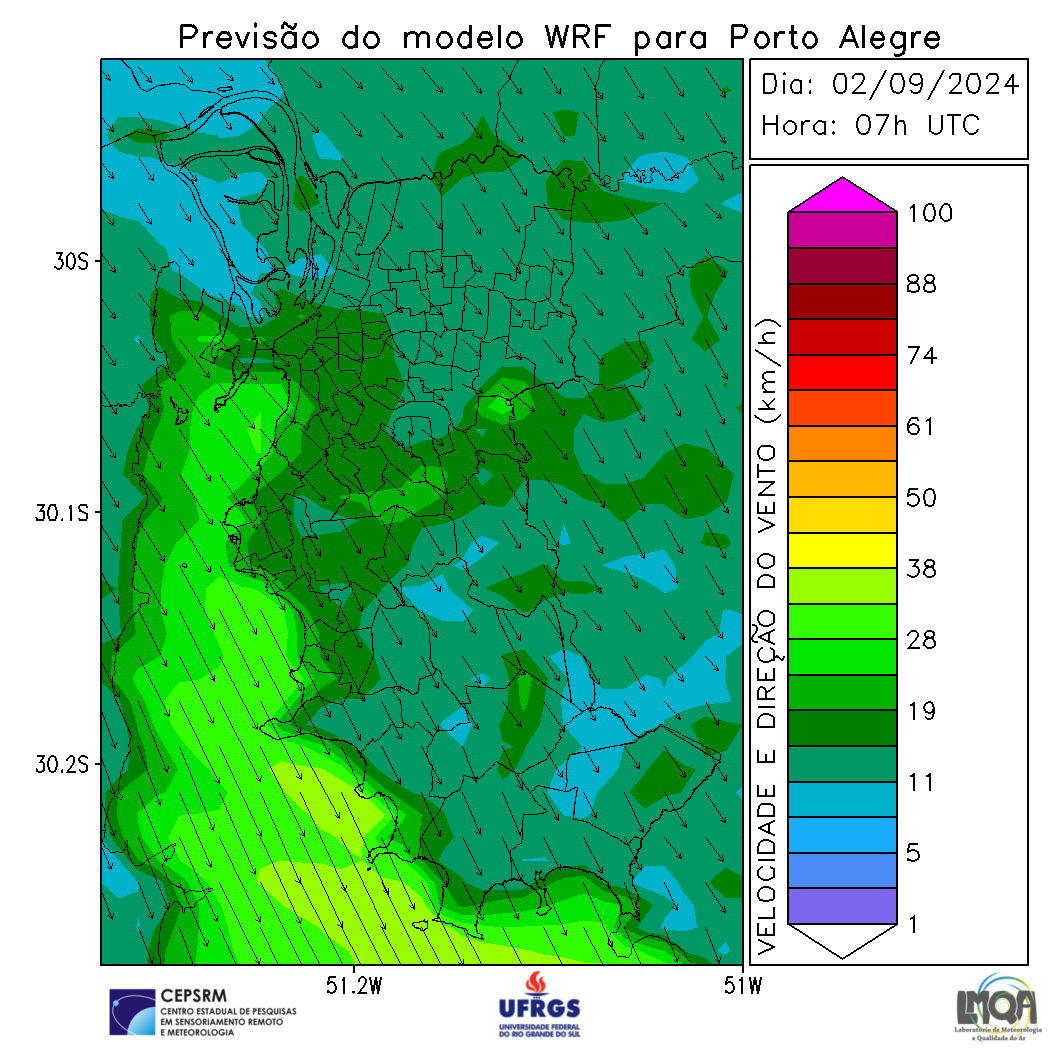 Previsão do modelo WRF para Porto Alegre
Dia: 02/09/2024
Hora: 07h UTC
30S
30.1S
30.2S
51.2W
51W
VELOCIDADE E DIREÇÃO DO VENTO (km/h)
100
88
74
61
50
38
28
19
11
5
1
CEPSRM
CENTRO ESTADUAL DE PESQUISAS
EM SENSORIAMENTO REMOTO
E METEOROLOGIA
UFRGS
UNIVERSIDADE FEDERAL
DO RIO GRANDE DO SUL
LMQA
Laboratório de Meteorologia
e Qualidade do Ar